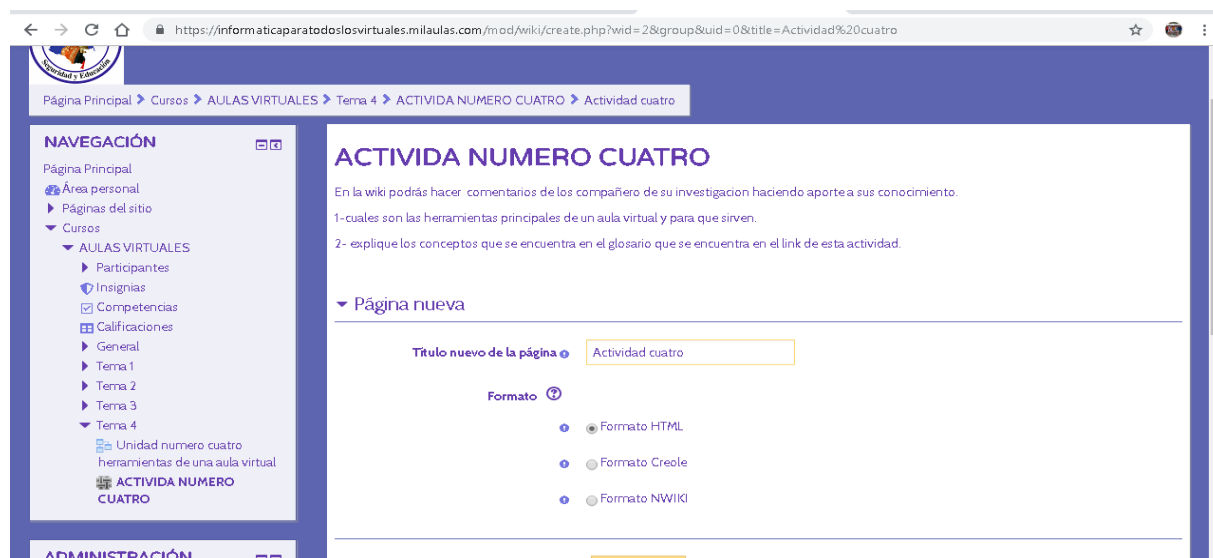 https://informaticaparatodoslosvirtuales.milaulas.com/mod/wiki/create.php?wid=2&group&uid=0&title=Actividad%20cuatro
Seguridad y Educación
Página Principal > Cursos > AULAS VIRTUALES > Tema 4 > ACTIVIDA NUMERO CUATRO > Actividad cuatro
NAVEGACIÓN
Página Principal
Área personal
Páginas del sitio
Cursos
AULAS VIRTUALES
Participantes
Insignias
Competencias
Calificaciones
General
Tema 1
Tema 2
Tema 3
Tema 4
Unidad numero cuatro
herramientas de una aula virtual
ACTIVIDA NUMERO
CUATRO
ADMINISTRACIÓN
ACTIVIDA NUMERO CUATRO
En la wiki podrás hacer comentarios de los compañero de su investigacion haciendo aporte a sus conocimiento.
1-cuales son las herramientas principales de un aula virtual y para que sirven.
2- explique los conceptos que se encuentra en el glosario que se encuentra en el link de esta actividad.
Página nueva
Título nuevo de la página
Actividad cuatro
Formato
Formato HTML
Formato Creole
Formato NWIKI